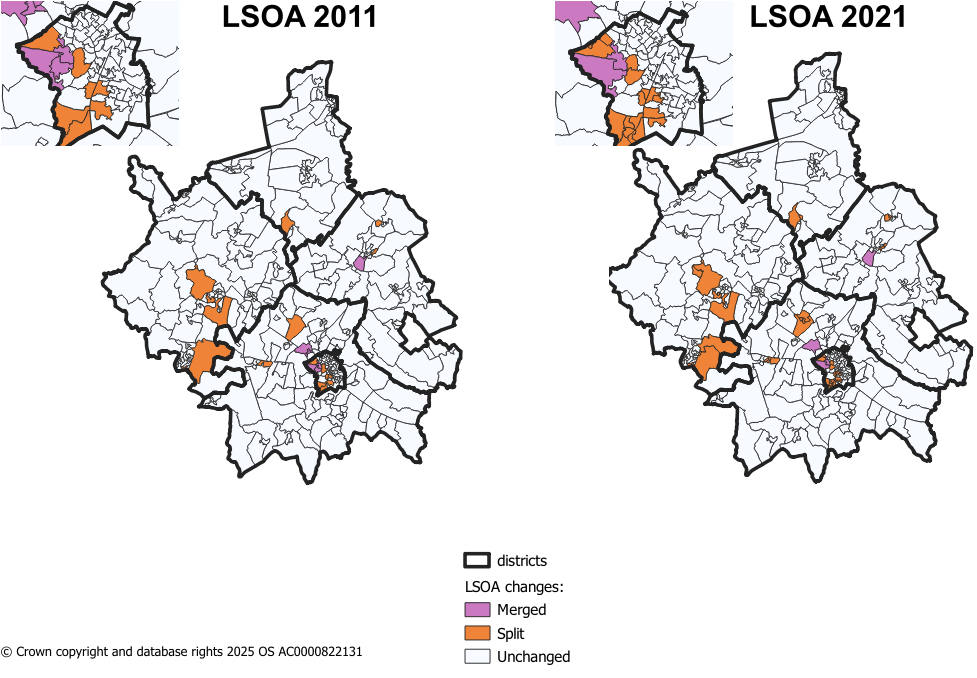 LSOA 2011
LSOA 2021
districts
LSOA changes:
Merged
Split
Unchanged
© Crown copyright and database rights 2025 OS AC0000822131